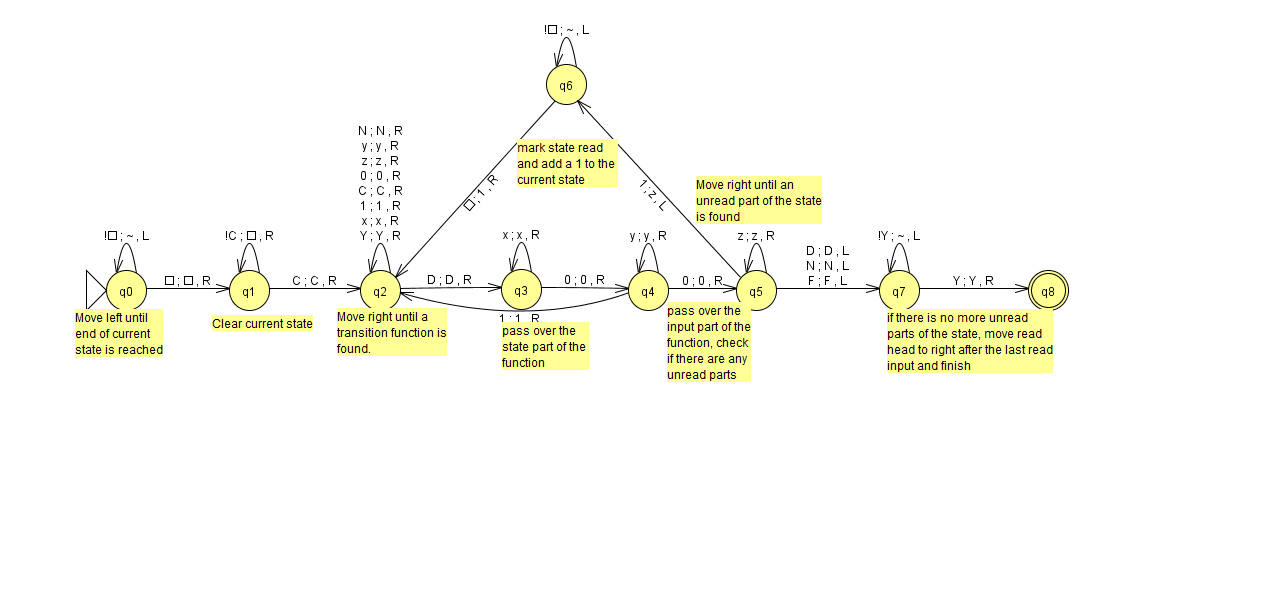 !□ ; ~ , L
q6
N ; N , R
y ; y , R
z ; z , R
0 ; 0 , R
C ; C , R
1 ; 1 , R
x ; x , R
Y ; Y , R
mark state read
and add a 1 to the
current state
□ ; 1 , R
1 ; z , L
Move right until an
unread part of the state
is found
!□ ; ~ , L
!C ; □ , R
x ; x , R
y ; y , R
z ; z , R
D ; D , L
N ; N , L
F ; F , L
!Y ; ~ , L
q0
□ ; □ , R
q1
C ; C , R
q2
D ; D , R
q3
0 ; 0 , R
q4
0 ; 0 , R
q5
q7
Y ; Y , R
q8
1 ; 1 , R
Move left until
end of current
state is reached
Clear current state
Move right until a
transition function is
found.
pass over the
state part of the
function
pass over the
input part of the
function, check
if there are any
unread parts
if there is no more unread
parts of the state, move read
head to right after the last read
input and finish